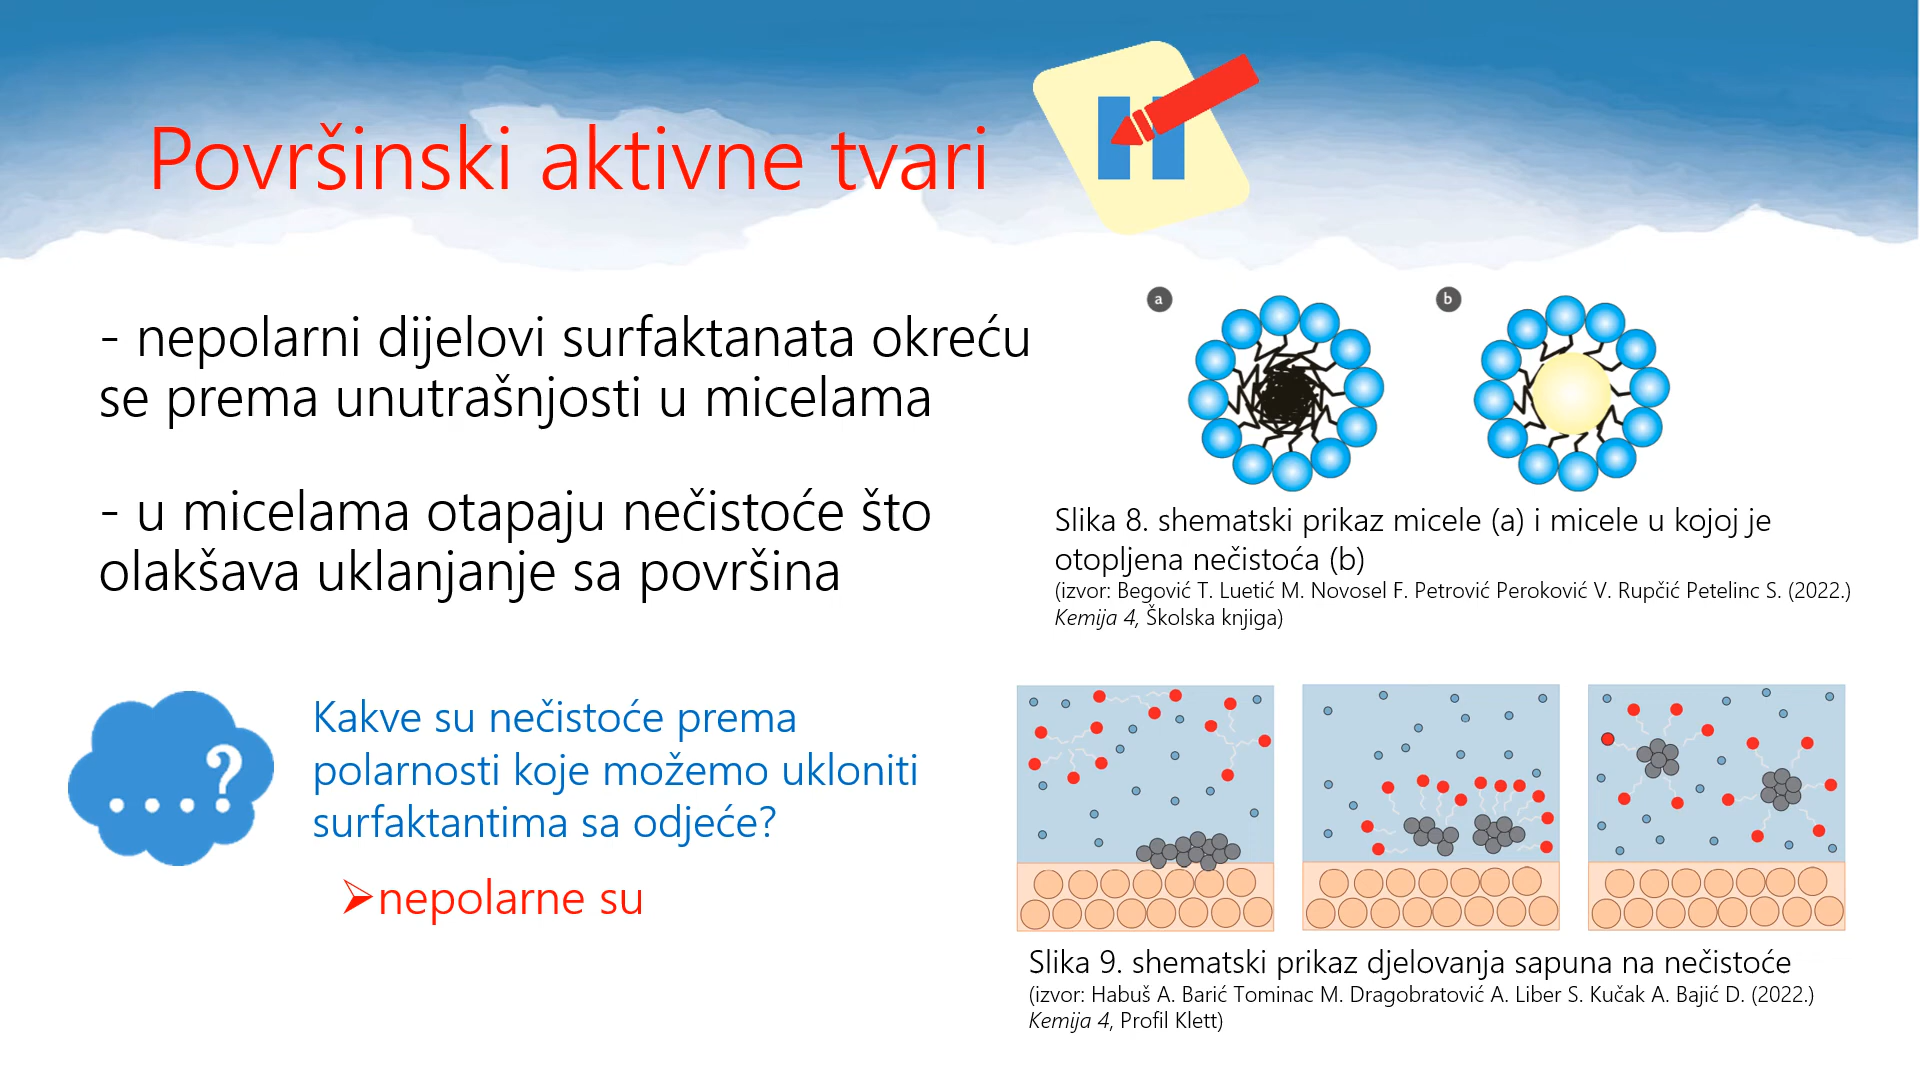 Površinski aktivne tvari
- nepolarni dijelovi surfaktanata okreću
se prema unutrašnjosti u micelama
- u micelama otapaju nečistoće što
olakšava uklanjanje sa površina
...?
Kakve su nečistoće prema
polarnosti koje možemo ukloniti
surfaktantima sa odjeće?
nepolarne su
a
b
Slika 8. shematski prikaz micele (a) i micele u kojoj je
otopljena nečistoća (b)
(izvor: Begović T. Luetić M. Novosel F. Petrović Peroković V. Rupčić Petelinc S. (2022.)
Kemija 4, Školska knjiga)
Slika 9. shematski prikaz djelovanja sapuna na nečistoće
(izvor: Habuš A. Barić Tominac M. Dragobratović A. Liber S. Kučak A. Bajić D. (2022.)
Kemija 4, Profil Klett)